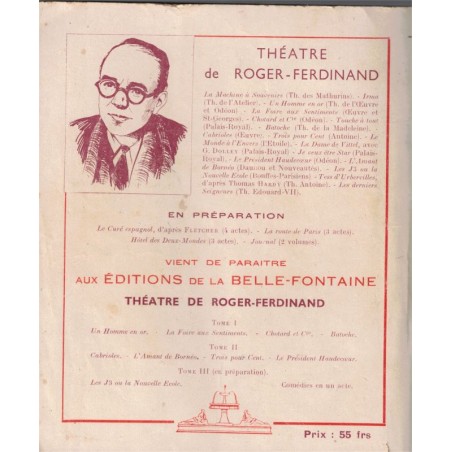 THÉATRE
de ROGER-FERDINAND
La Machine à Souvenirs (Th. des Mathurins). - Irma
(Th. de l'Atelier). - Un Homme en or (Th. de l'Œuvre
et Odéon). - La Foire aux Sentiments (Œuvre et
St-Georges). - Chotard et Cie (Odéon). - Touche à tout
(Palais-Royal). - Batoche (Th. de la Madeleine). -
Cabrioles (Œuvre). - Trois pour Cent (Antoine). - Le
Monde à l'Envers (L'Etoile). - La Dame de Vittel, avec
G. DOLLEY (Palais-Royal). - Je veux être Star (Palais-
Royal). - Le Président Haudecœur (Odéon). - L'Amant
de Bornéo (Daunou et Nouveautés). - Les J3 ou la
Nouvelle Ecole (Bouffes-Parisiens). - Tess d'Urberviller,
d'après Thomas HARDY (Th. Antoine). - Les derniers
Seigneurs (Th. Edouard-VII).
EN PRÉPARATION
Le Curé espagnol, d'après FLETCHER (4 actes). - La route de Paris (3 actes).
Hôtel des Deux-Mondes (3 actes). - Jou-naï (2 volumes).
VIENT DE PARAITRE
AUX ÉDITIONS DE LA BELLE-FONTAINE
THÉATRE DE ROGER-FERDINAND
TOME I
Un Homme en or. - La Foire aux Sentiments. - Chotard et Cie. - Batoche.
TOME II
Cabrioles. - L'Amant de Bornéo. - Trois pour Cent. - Le Président Haudecœur.
TOME III (en préparation).
Les J3 ou la Nouvelle Ecole. Comédies en un acte.
Prix : 55 frs